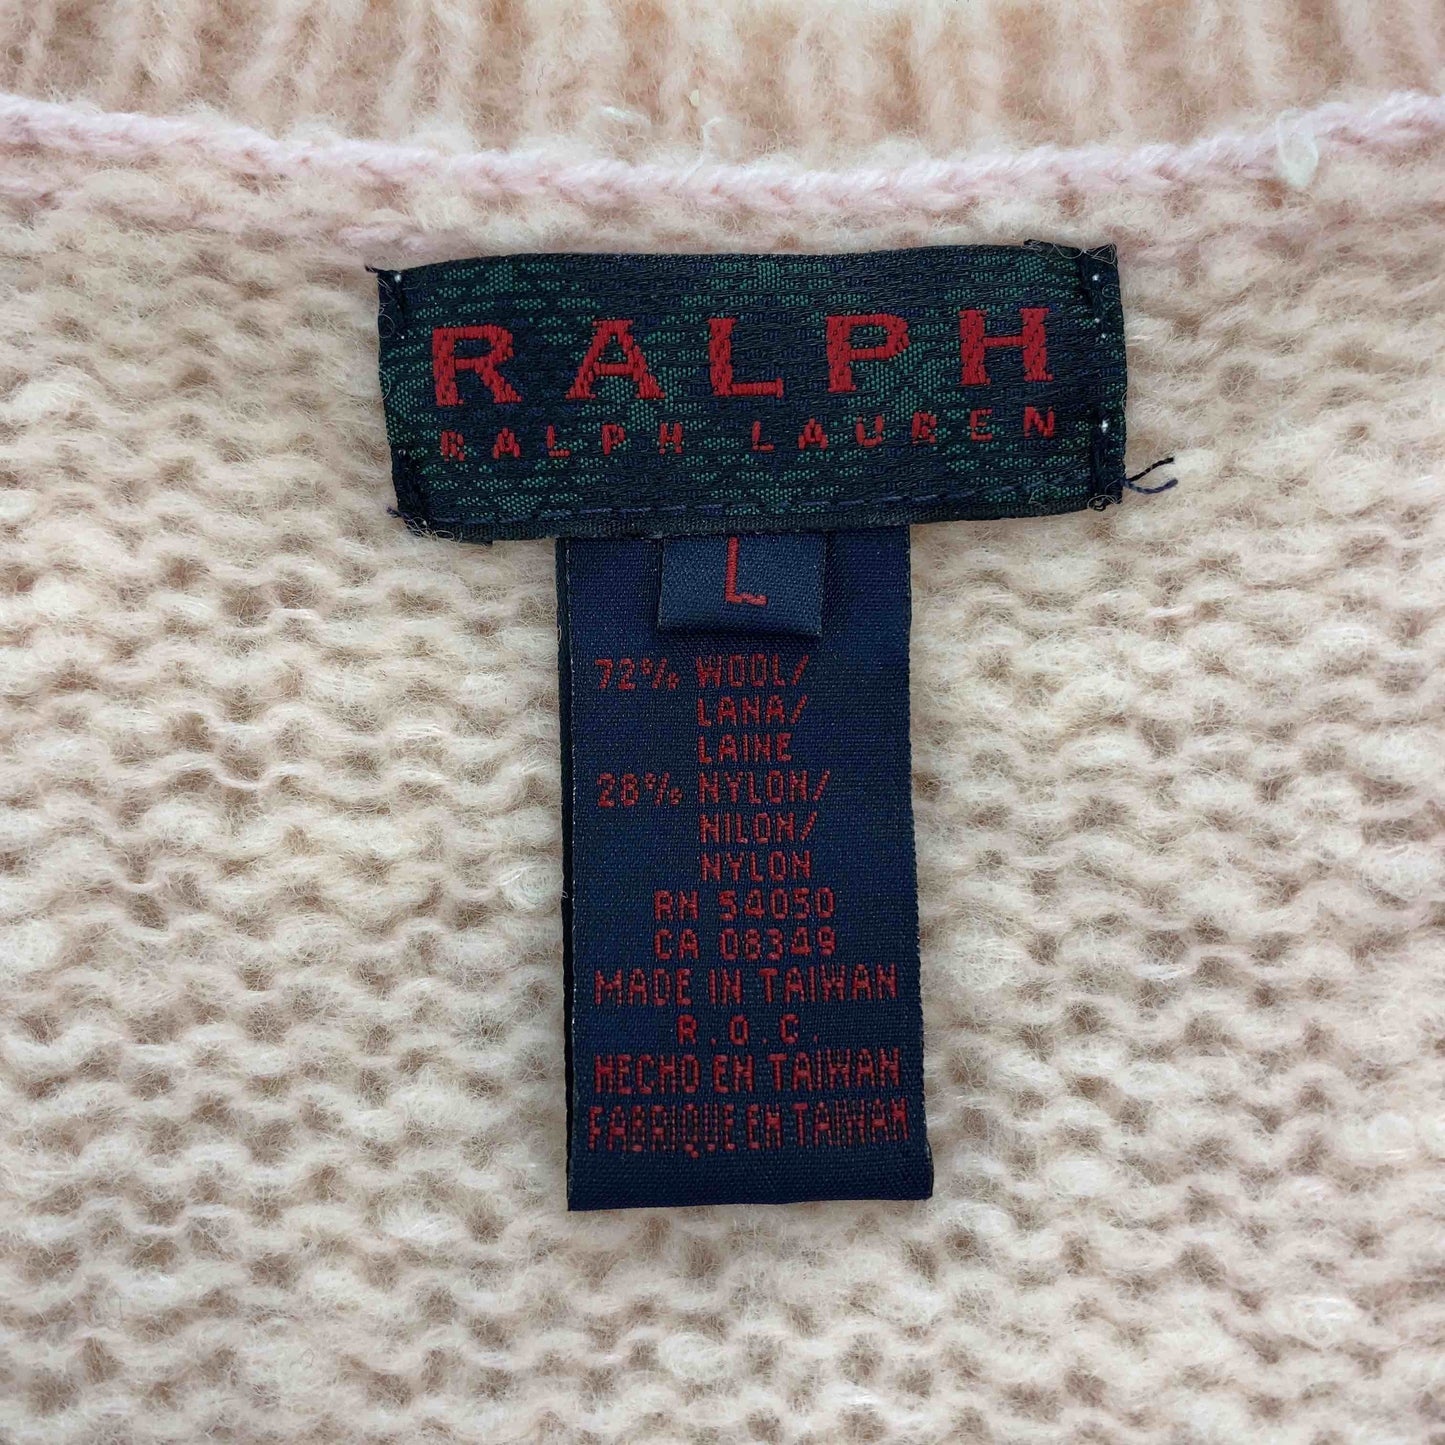 RALPH
RALPH LAUREN
L
72% WOOL/
LANA/
LAINE
28% NYLON/
NILON/
NYLON
RN 54050
CA 08349
MADE IN TAIWAN
R.O.C.
HECHO EN TAIWAN
FABRIQUE EN TAIWAN